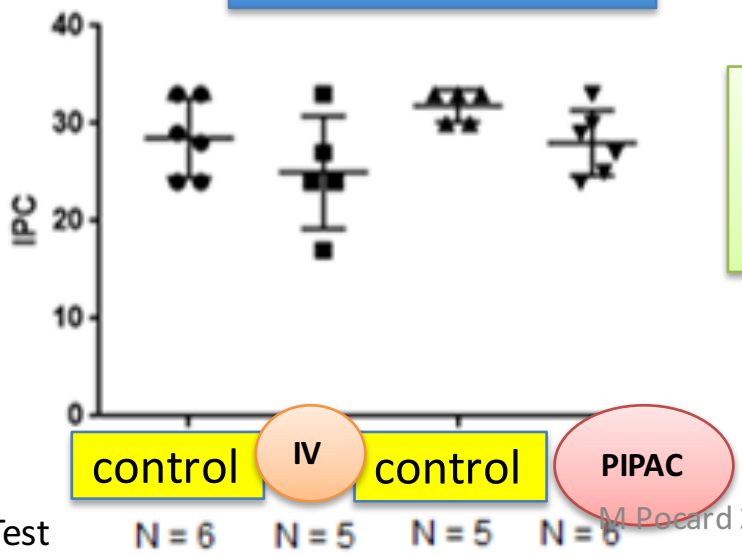 40
30
20
10
0
IPC
control IV control PIPAC
Test N = 6 N = 5 N = 5 N = 6
M Pocard